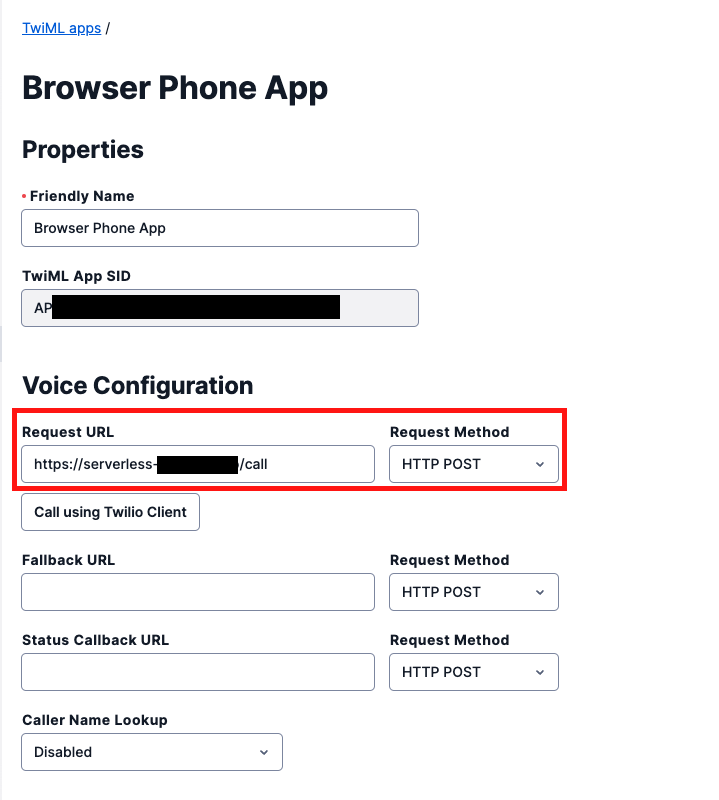 TwiML apps /
Browser Phone App
Properties
• Friendly Name
Browser Phone App
TwiML App SID
AP
Voice Configuration
Request URL Request Method
https://serverless- /call HTTP POST
Call using Twilio Client
Fallback URL Request Method
HTTP POST
Status Callback URL Request Method
HTTP POST
Caller Name Lookup
Disabled